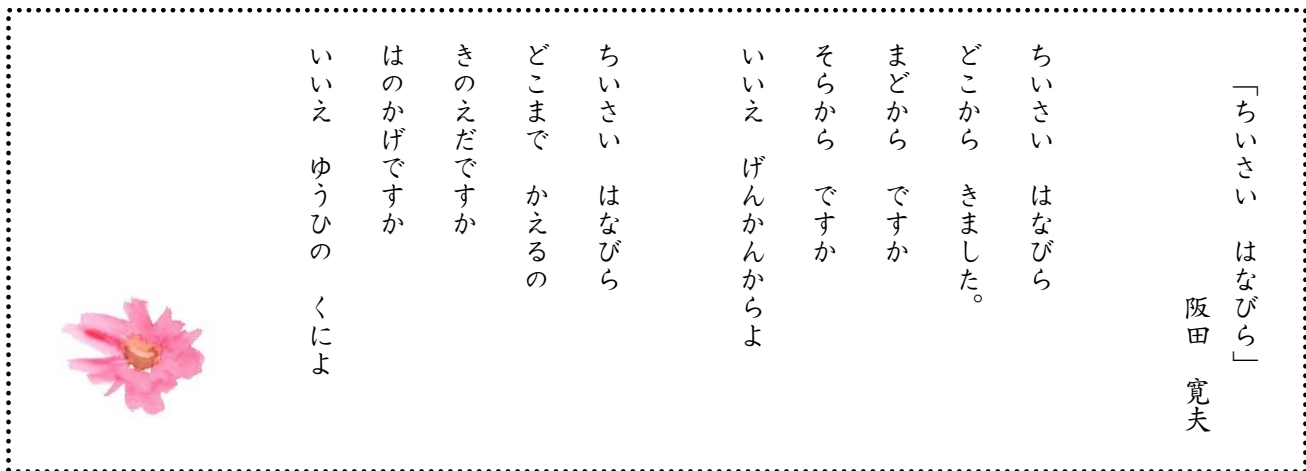 「ちいさい　はなびら」
阪田　寛夫
ちいさい　はなびら
どこから　きました。
まどから　ですか
そらから　ですか
いいえ　げんかんからよ
ちいさい　はなびら
どこまで　かえるの
きのえだですか
はのかげですか
いいえ　ゆうひの　くによ